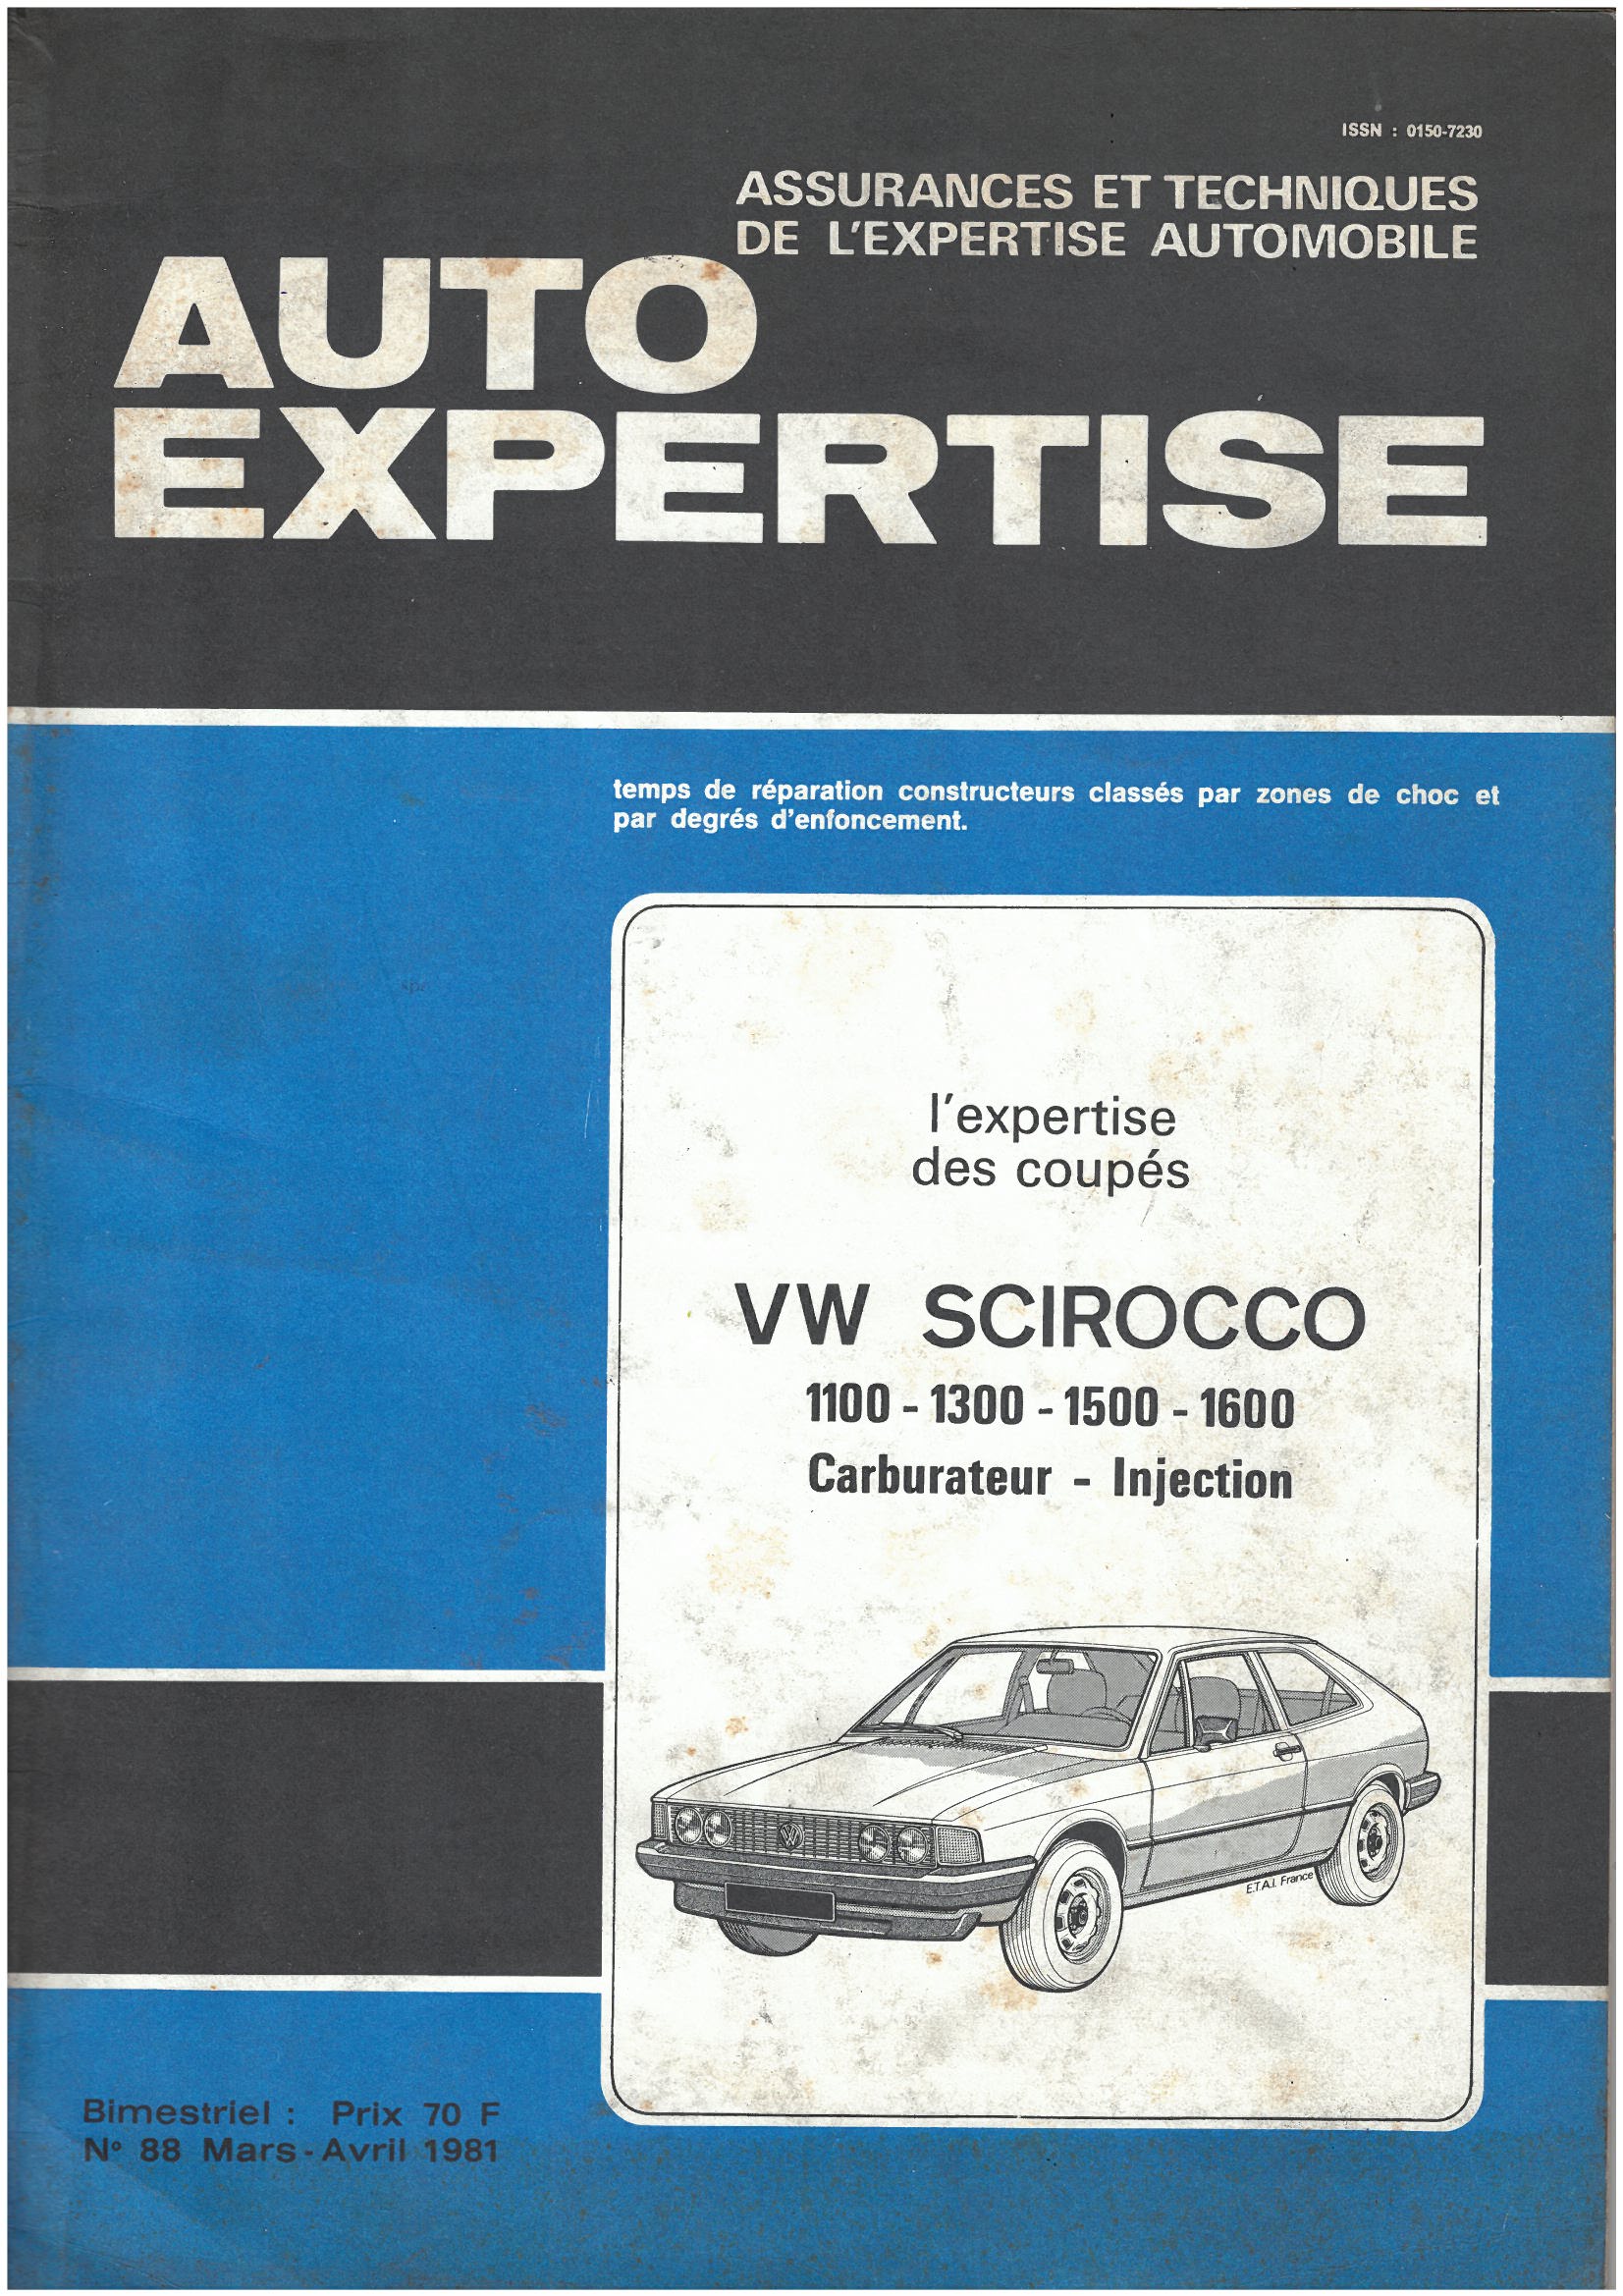 ISSN : 0150-7230
ASSURANCES ET TECHNIQUES
DE L'EXPERTISE AUTOMOBILE
AUTO
EXPERTISE
temps de réparation constructeurs classés par zones de choc et
par degrés d'enfoncement.
l'expertise
des coupés
VW SCIROCCO
1100 - 1300 - 1500 - 1600
Carburateur - Injection
E.T.A.I. France
Bimestriel : Prix 70 F
N° 88 Mars - Avril 1981